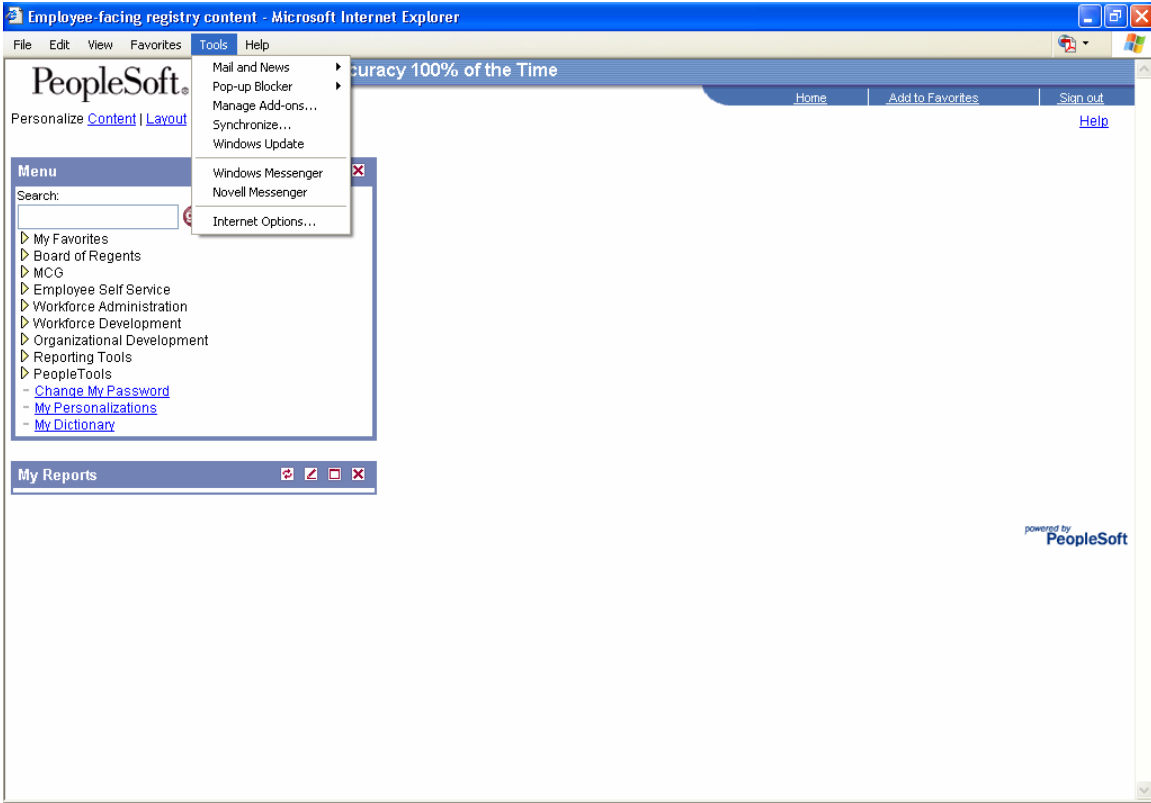 Employee-facing registry content - Microsoft Internet Explorer
File Edit View Favorites Tools Help
PeopleSoft® 100% of the Time
Home Add to Favorites Sign out
Personalize Content | Layout Help
Mail and News
Pop-up Blocker
Manage Add-ons...
Synchronize...
Windows Update
Windows Messenger
Novell Messenger
Internet Options...
Menu
Search:
My Favorites
Board of Regents
MCG
Employee Self Service
Workforce Administration
Workforce Development
Organizational Development
Reporting Tools
PeopleTools
- Change My Password
- My Personalizations
- My Dictionary
My Reports
powered by
PeopleSoft